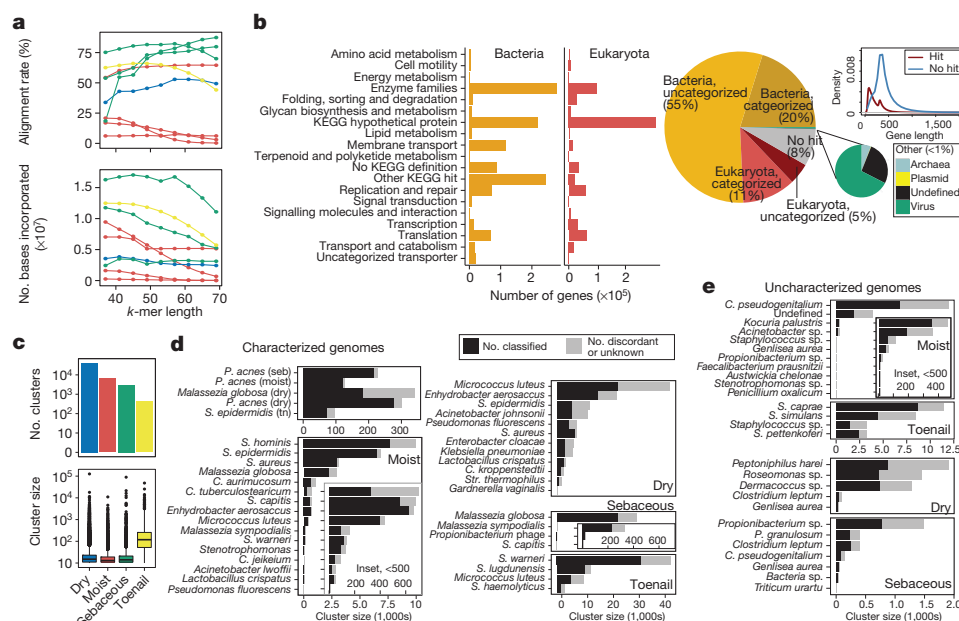 a
Alignment rate (%)
75
50
25
0
No. bases incorporated
(×10⁷)
1.5
1.0
0.5
0
40 50 60 70
k-mer length
b
Bacteria
Eukaryota
Amino acid metabolism
Cell motility
Energy metabolism
Enzyme families
Folding, sorting and degradation
Glycan biosynthesis and metabolism
KEGG hypothetical protein
Lipid metabolism
Membrane transport
Terpenoid and polyketide metabolism
No KEGG definition
Other KEGG hit
Replication and repair
Signal transduction
Signalling molecules and interaction
Transcription
Translation
Transport and catabolism
Uncategorized transporter
0 1 2
0 1 2
Number of genes (×10⁵)
Bacteria,
uncategorized
(55%)
Bacteria,
catgorized
(20%)
No hit
(8%)
Eukaryota,
categorized
(11%)
Eukaryota,
uncategorized (5%)
Hit
No hit
Density
0.008
0
0 500 1,000
Gene length
Other (<1%)
Archaea
Plasmid
Undefined
Virus
c
No. clusters
10⁴
10³
10²
10
0
Cluster size
10⁵
10⁴
10³
10²
10
Dry
Moist
Sebaceous
Toenail
d
Characterized genomes
No. classified
No. discordant
or unknown
P. acnes (seb)
P. acnes (moist)
Malassezia globosa (dry)
P. acnes (dry)
S. epidermidis (tn)
0 100 200 300
S. hominis
S. epidermidis
S. aureus
Malassezia globosa
C. aurimucosum
C. tuberculostearicum
S. capitis
Enhydrobacter aerosaccus
Micrococcus luteus
Malassezia sympodialis
S. warneri
Stenotrophomonas
C. jeikeium
Acinetobacter lwoffii
Lactobacillus crispatus
Pseudomonas fluorescens
Moist
Inset, <500
0 200 400 600
0 2.5 5 7.5 10
Cluster size (1,000s)
Micrococcus luteus
Enhydrobacter aerosaccus
S. epidermidis
Acinetobacter johnsonii
Pseudomonas fluorescens
S. aureus
Enterobacter cloacae
Klebsiella pneumoniae
Lactobacillus crispatus
C. kroppenstedtii
Str. thermophilus
Gardnerella vaginalis
Dry
Sebaceous
Malassezia globosa
Malassezia sympodialis
Propionibacterium phage
S. capitis
0 200 400 600
S. warneri
S. lugdunensis
Micrococcus luteus
S. haemolyticus
Toenail
0 10 20 30 40
Cluster size (1,000s)
e
Uncharacterized genomes
C. pseudogenitalium
Undefined
Kocuria palustris
Acinetobacter sp.
Staphylococcus sp.
Genlisea aurea
Propionibacterium sp.
Faecalibacterium prausnitzii
Austwickia chelonae
Stenotrophomonas sp.
Penicillium oxalicum
Moist
Inset, <500
0 200 400
S. caprae
S. simulans
Staphylococcus sp.
S. pettenkoferi
Toenail
0 2.5 5 7.5 10 12.5
Peptoniphilus harei
Roseomonas sp.
Dermacoccus sp.
Clostridium leptum
Genlisea aurea
Dry
Propionibacterium sp.
P. granulosum
Clostridium leptum
C. pseudogenitalium
Genlisea aurea
Bacteria sp.
Triticum urartu
Sebaceous
0 0.5 1.0 1.5 2.0
Cluster size (1,000s)